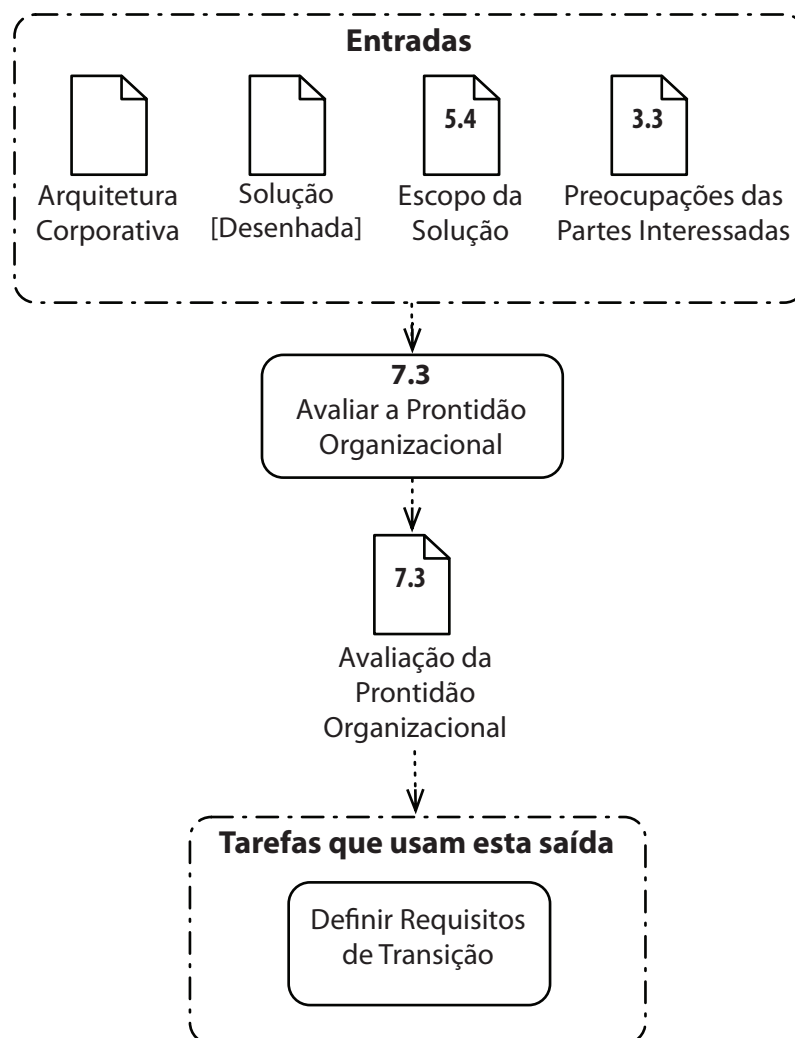 Entradas
5.4
3.3
Arquitetura
Corporativa
Solução
[Desenhada]
Escopo da
Solução
Preocupações das
Partes Interessadas
7.3
Avaliar a Prontidão
Organizacional
7.3
Avaliação da
Prontidão
Organizacional
Tarefas que usam esta saída
Definir Requisitos
de Transição